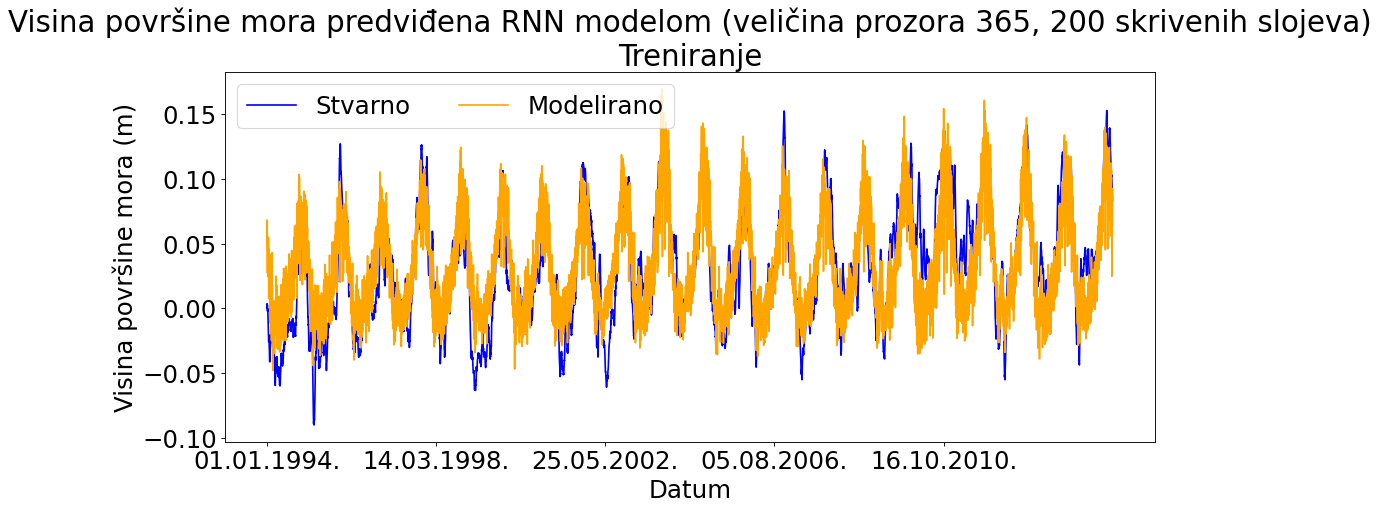 Visina površine mora predviđena RNN modelom (veličina prozora 365, 200 skrivenih slojeva)
Treniranje
Stvarno Modelirano
Visina površine mora (m)
0.15
0.10
0.05
0.00
−0.05
−0.10
01.01.1994. 14.03.1998. 25.05.2002. 05.08.2006. 16.10.2010.
Datum